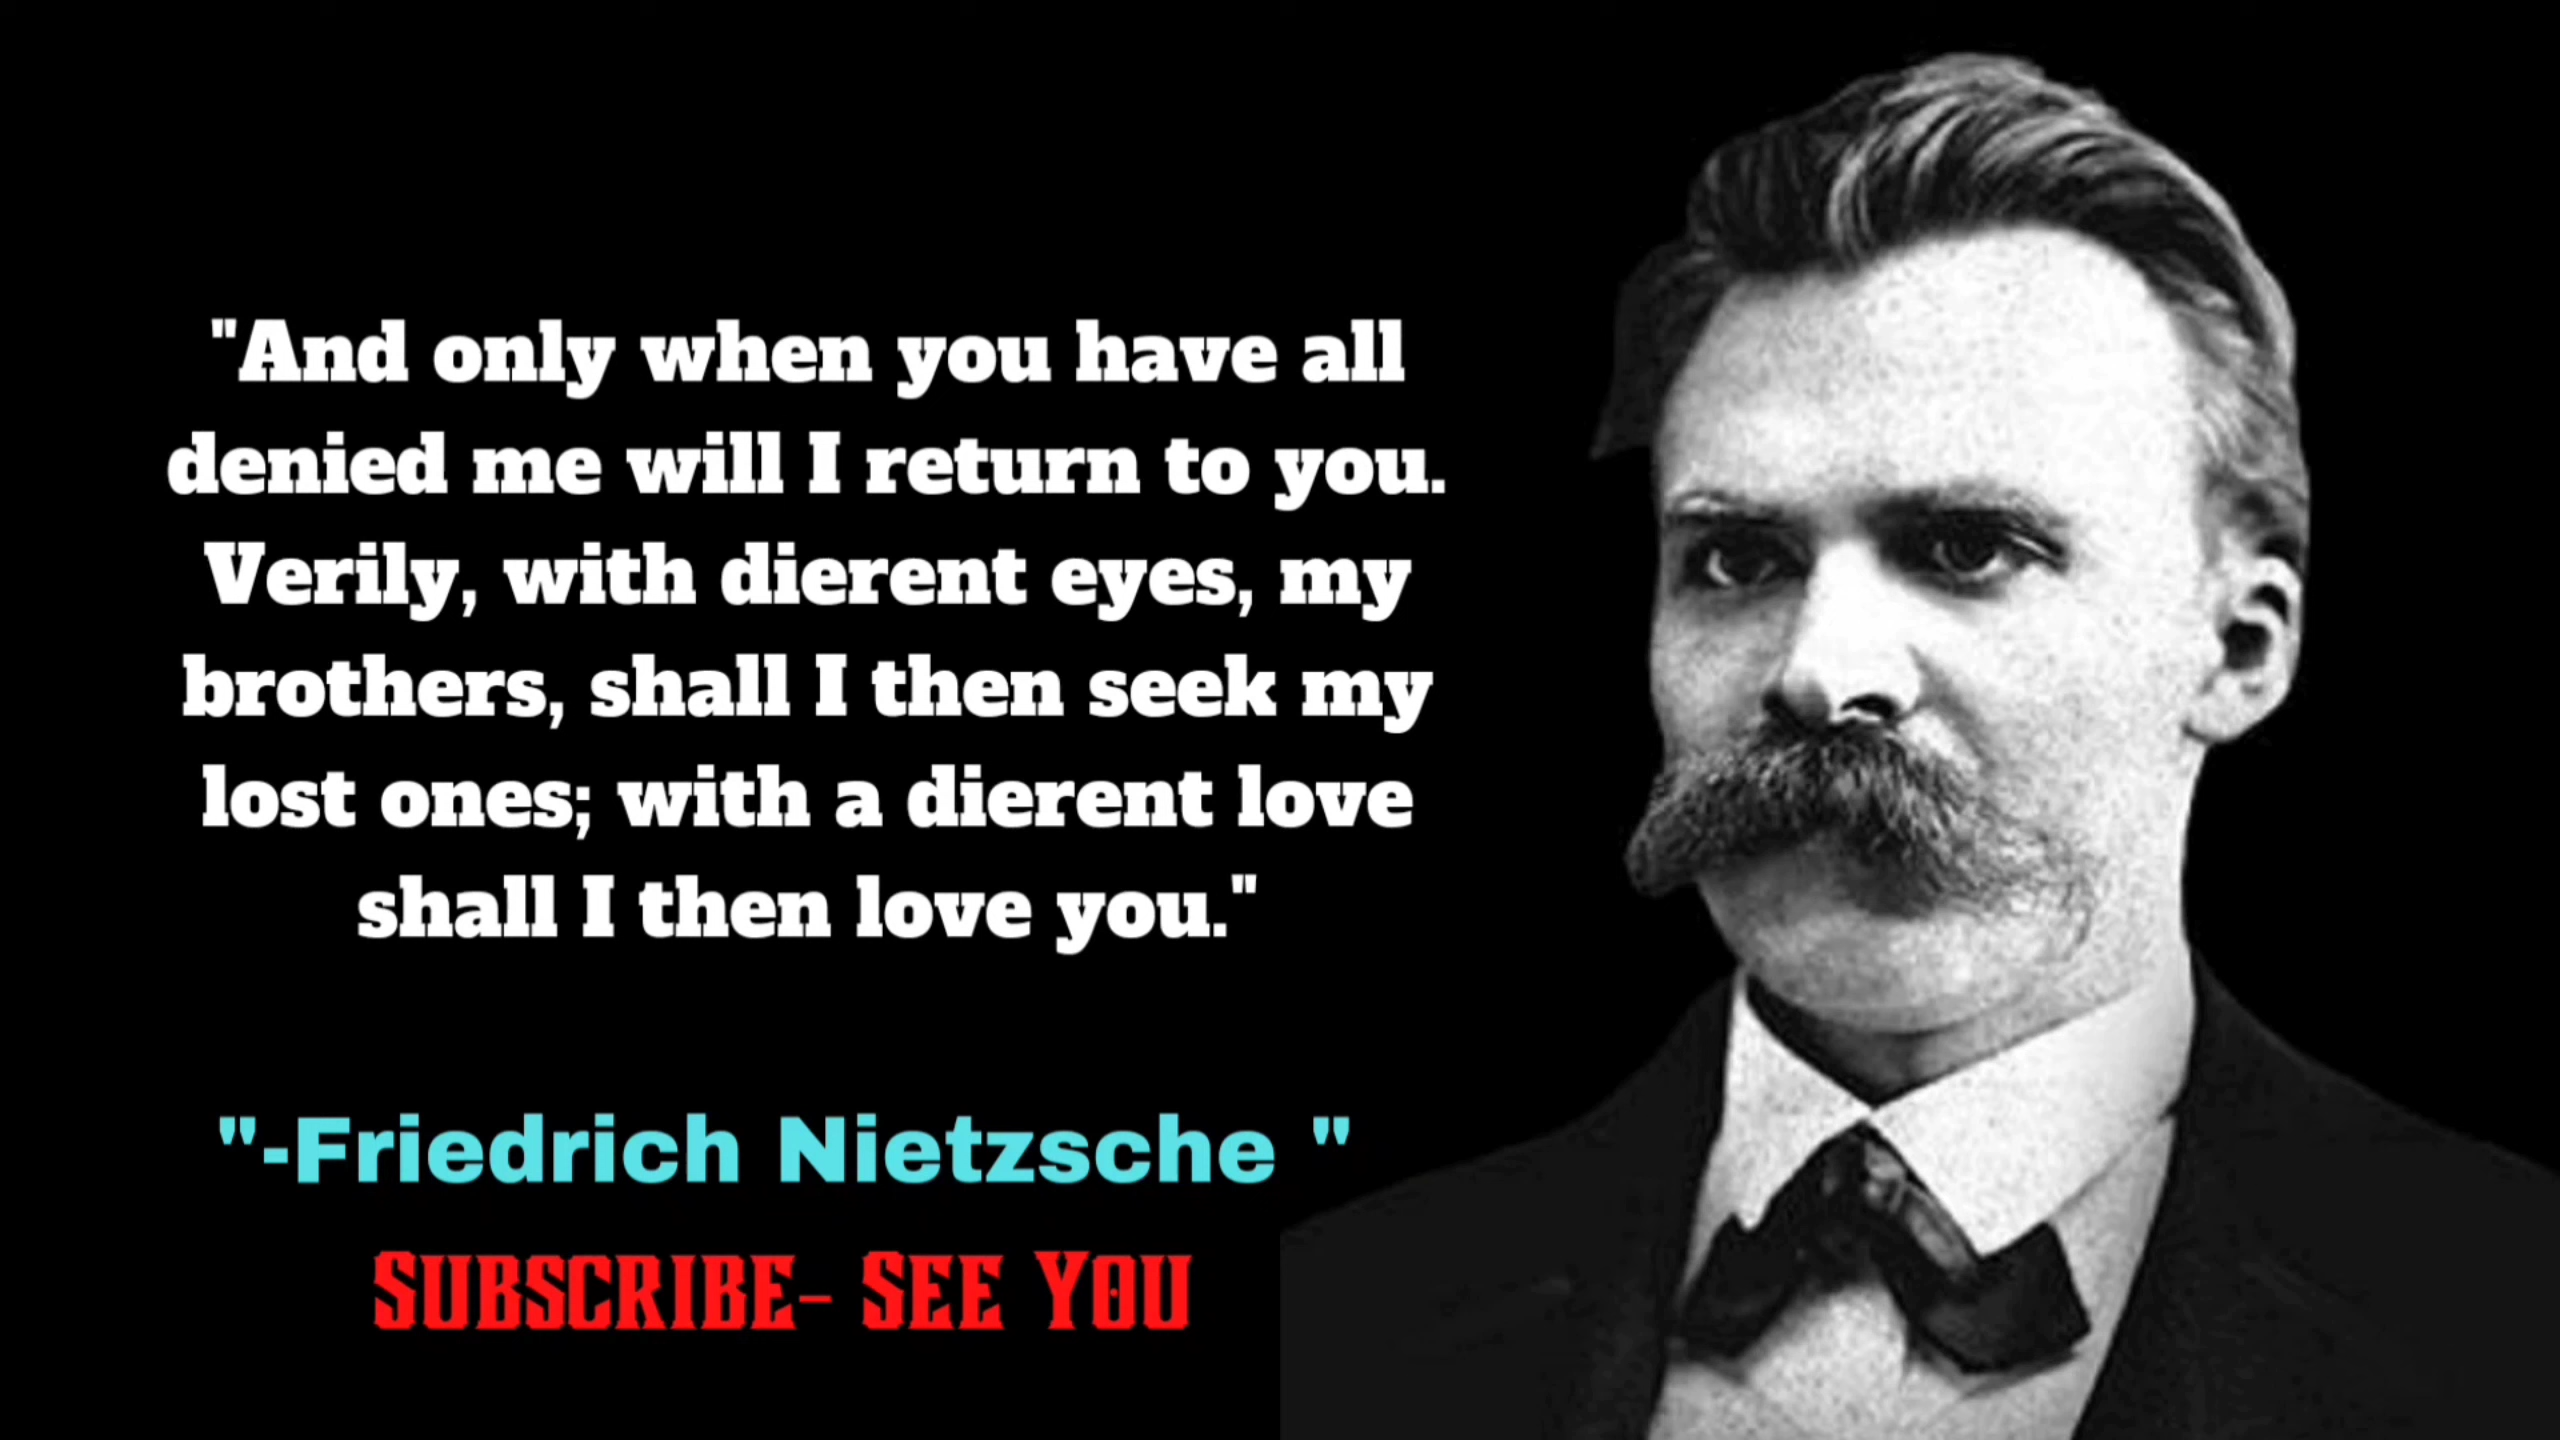 "And only when you have all
denied me will I return to you.
Verily, with dierent eyes, my
brothers, shall I then seek my
lost ones; with a dierent love
shall I then love you."
"-Friedrich Nietzsche "
SUBSCRIBE- SEE YOU